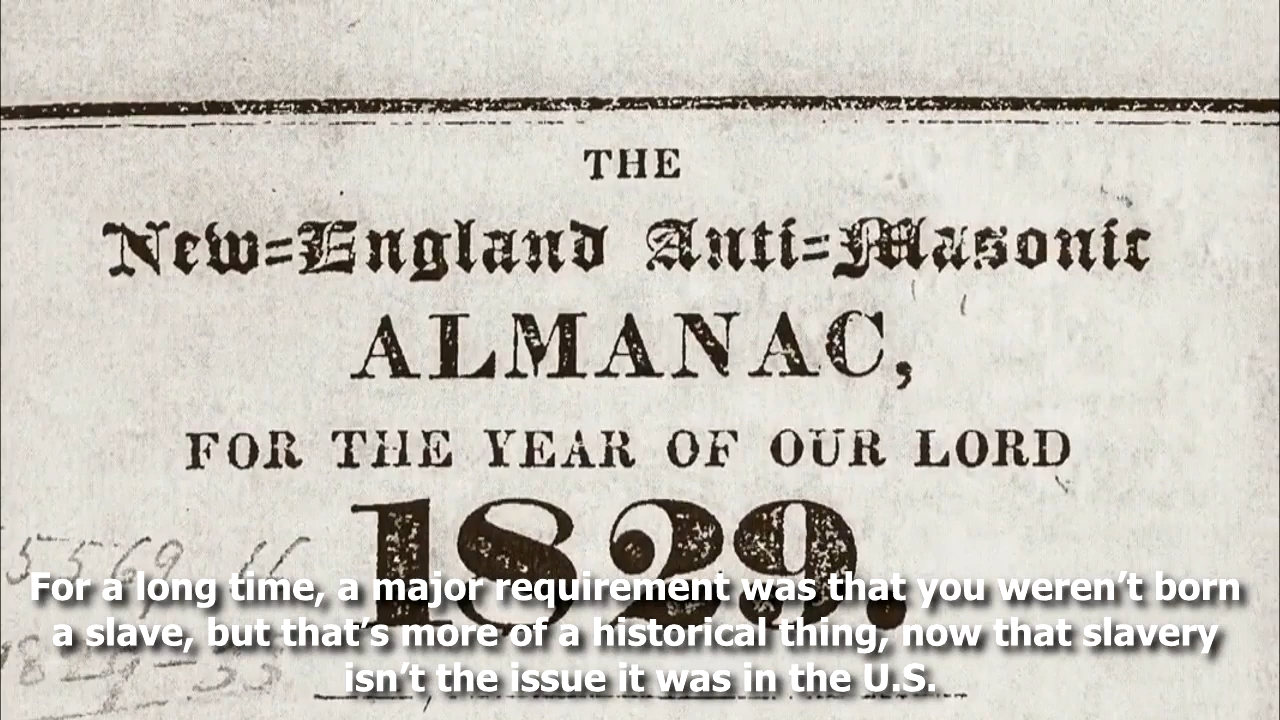 THE
New=England Anti=Masonic
ALMANAC,
FOR THE YEAR OF OUR LORD
1829.
5569
For a long time, a major requirement was that you weren’t born
a slave, but that’s more of a historical thing, now that slavery
isn’t the issue it was in the U.S.